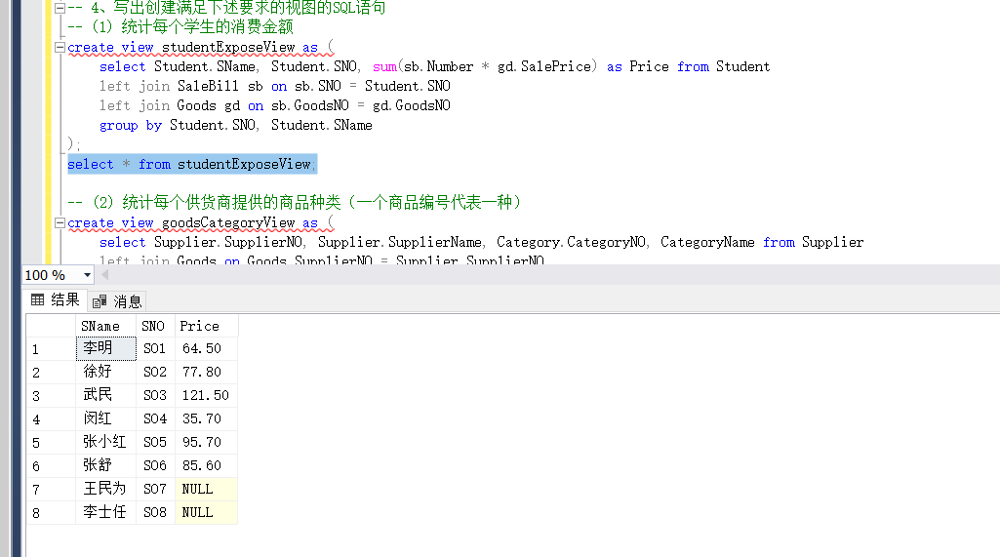 -- 4、写出创建满足下述要求的视图的SQL语句
-- (1) 统计每个学生的消费金额
create view studentExposeView as (
select Student.SName, Student.SNO, sum(sb.Number * gd.SalePrice) as Price from Student
left join SaleBill sb on sb.SNO = Student.SNO
left join Goods gd on sb.GoodsNO = gd.GoodsNO
group by Student.SNO, Student.SName
);
select * from studentExposeView;
-- (2) 统计每个供货商提供的商品种类（一个商品编号代表一种）
create view goodsCategoryView as (
select Supplier.SupplierNO, Supplier.SupplierName, Category.CategoryNO, CategoryName from Supplier
left join Goods on Goods.SupplierNO = Supplier.SupplierNO
100 %
结果 消息
SName SNO Price
1 李明 S01 64.50
2 徐好 S02 77.80
3 武民 S03 121.50
4 闵红 S04 35.70
5 张小红 S05 95.70
6 张舒 S06 85.60
7 王民为 S07 NULL
8 李士任 S08 NULL